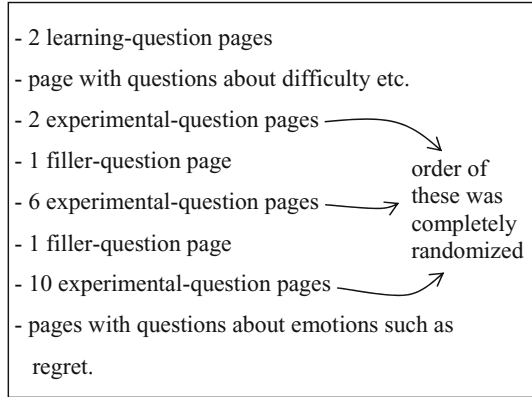 - 2 learning-question pages
- page with questions about difficulty etc.
- 2 experimental-question pages
- 1 filler-question page
- 6 experimental-question pages
- 1 filler-question page
- 10 experimental-question pages
- pages with questions about emotions such as
regret.
order of
these was
completely
randomized